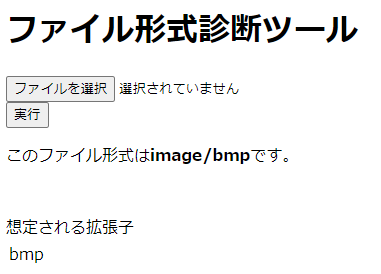 ファイル形式診断ツール
ファイルを選択 選択されていません
実行
このファイル形式はimage/bmpです。
想定される拡張子
bmp